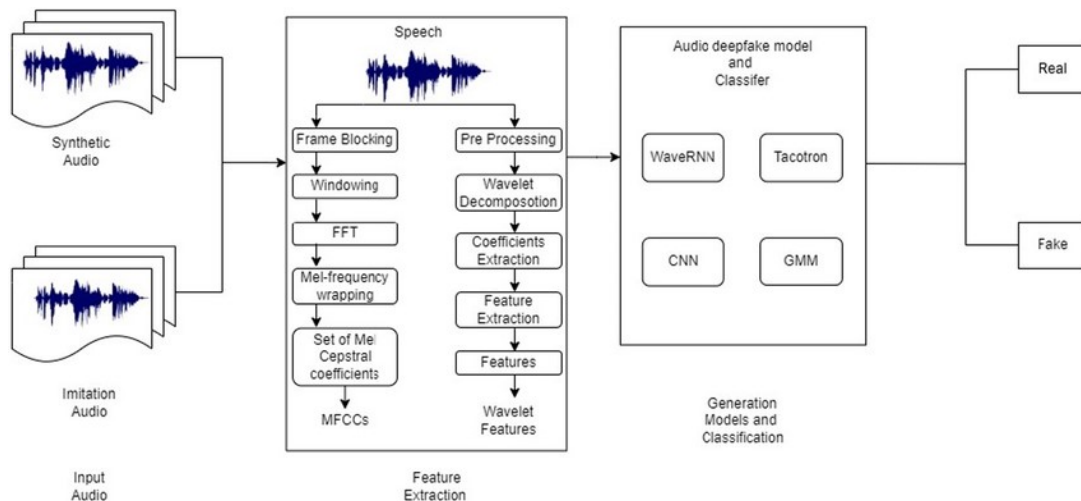 Synthetic
Audio
Imitation
Audio
Input
Audio
Speech
Frame Blocking
Windowing
FFT
Mel-frequency
wrapping
Set of Mel
Cepstral
coefficients
MFCCs
Pre Processing
Wavelet
Decomposotion
Coefficients
Extraction
Feature
Extraction
Features
Wavelet
Features
Feature
Extraction
Audio deepfake model
and
Classifer
WaveRNN
Tacotron
CNN
GMM
Generation
Models and
Classification
Real
Fake